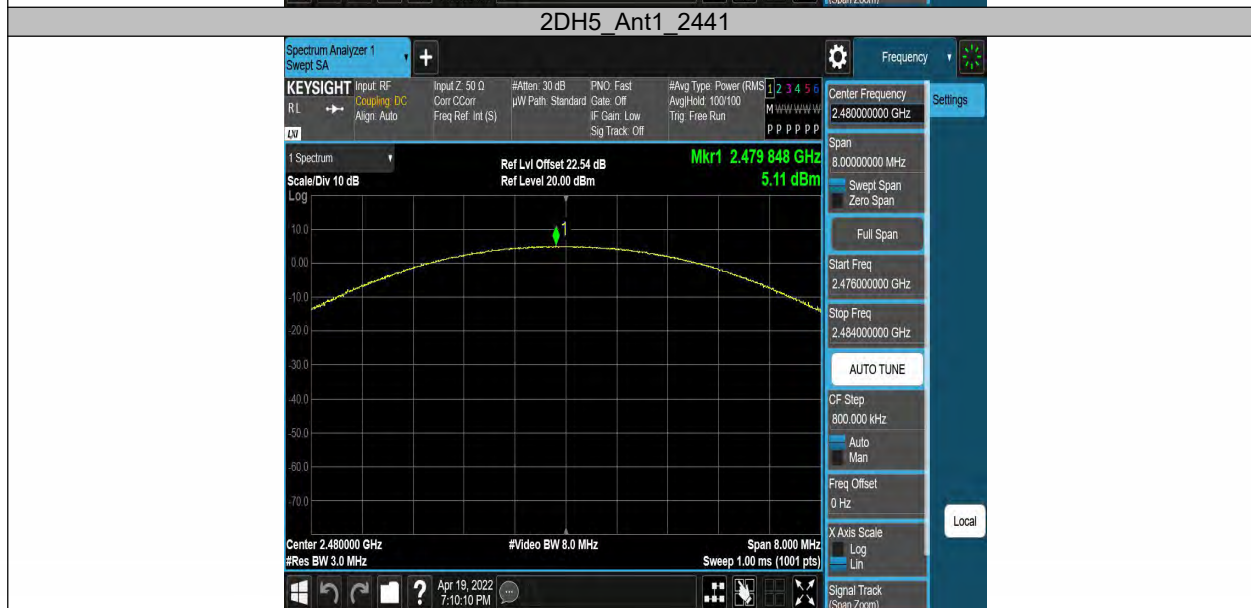 (Span Zoom)
2DH5_Ant1_2441
Spectrum Analyzer 1
Swept SA
+
Frequency
KEYSIGHT
RL
LXI
Input: RF
Coupling: DC
Align: Auto
Input Z: 50 Ω
Corr CCorr
Freq Ref: Int (S)
#Atten: 30 dB
µW Path: Standard
PNO: Fast
Gate: Off
IF Gain: Low
Sig Track: Off
#Avg Type: Power (RMS
Avg|Hold: 100/100
Trig: Free Run
1 2 3 4 5 6
M W W W W W
P P P P P P
1 Spectrum
Scale/Div 10 dB
Ref Lvl Offset 22.54 dB
Ref Level 20.00 dBm
Mkr1 2.479 848 GHz
5.11 dBm
Log
10.0
0.00
-10.0
-20.0
-30.0
-40.0
-50.0
-60.0
-70.0
1
Center 2.480000 GHz
#Res BW 3.0 MHz
#Video BW 8.0 MHz
Span 8.000 MHz
Sweep 1.00 ms (1001 pts)
?
Apr 19, 2022
7:10:10 PM
Center Frequency
2.480000000 GHz
Settings
Span
8.00000000 MHz
Swept Span
Zero Span
Full Span
Start Freq
2.476000000 GHz
Stop Freq
2.484000000 GHz
AUTO TUNE
CF Step
800.000 kHz
Auto
Man
Freq Offset
0 Hz
X Axis Scale
Log
Lin
Local
Signal Track
(Span Zoom)